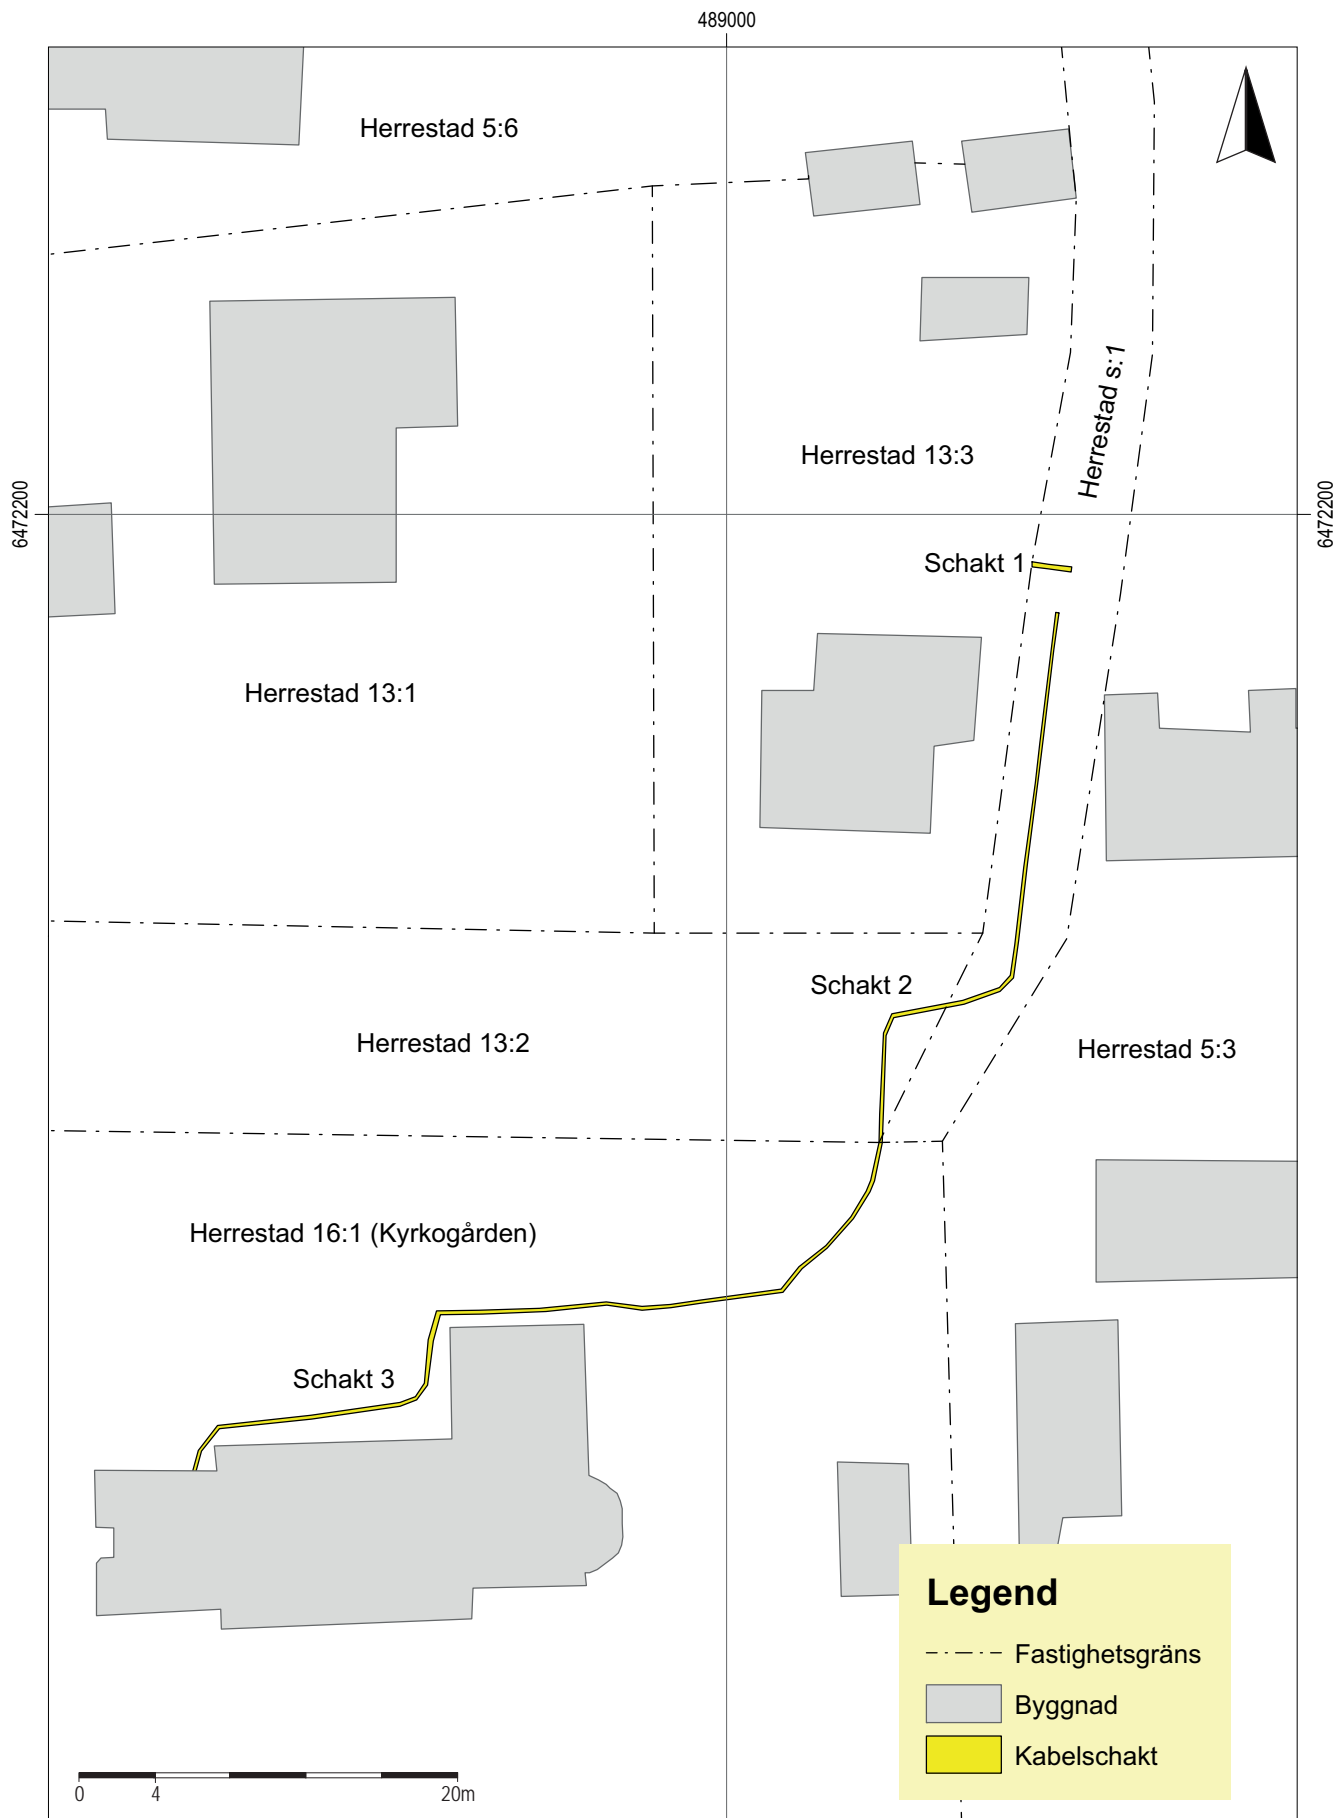 489000
Herrestad 5:6
Herrestad s:1
Herrestad 13:3
6472200
6472200
Schakt 1
Herrestad 13:1
Schakt 2
Herrestad 13:2
Herrestad 5:3
Herrestad 16:1 (Kyrkogården)
Schakt 3
Legend
Fastighetsgräns
Byggnad
Kabelschakt
0 4 20m